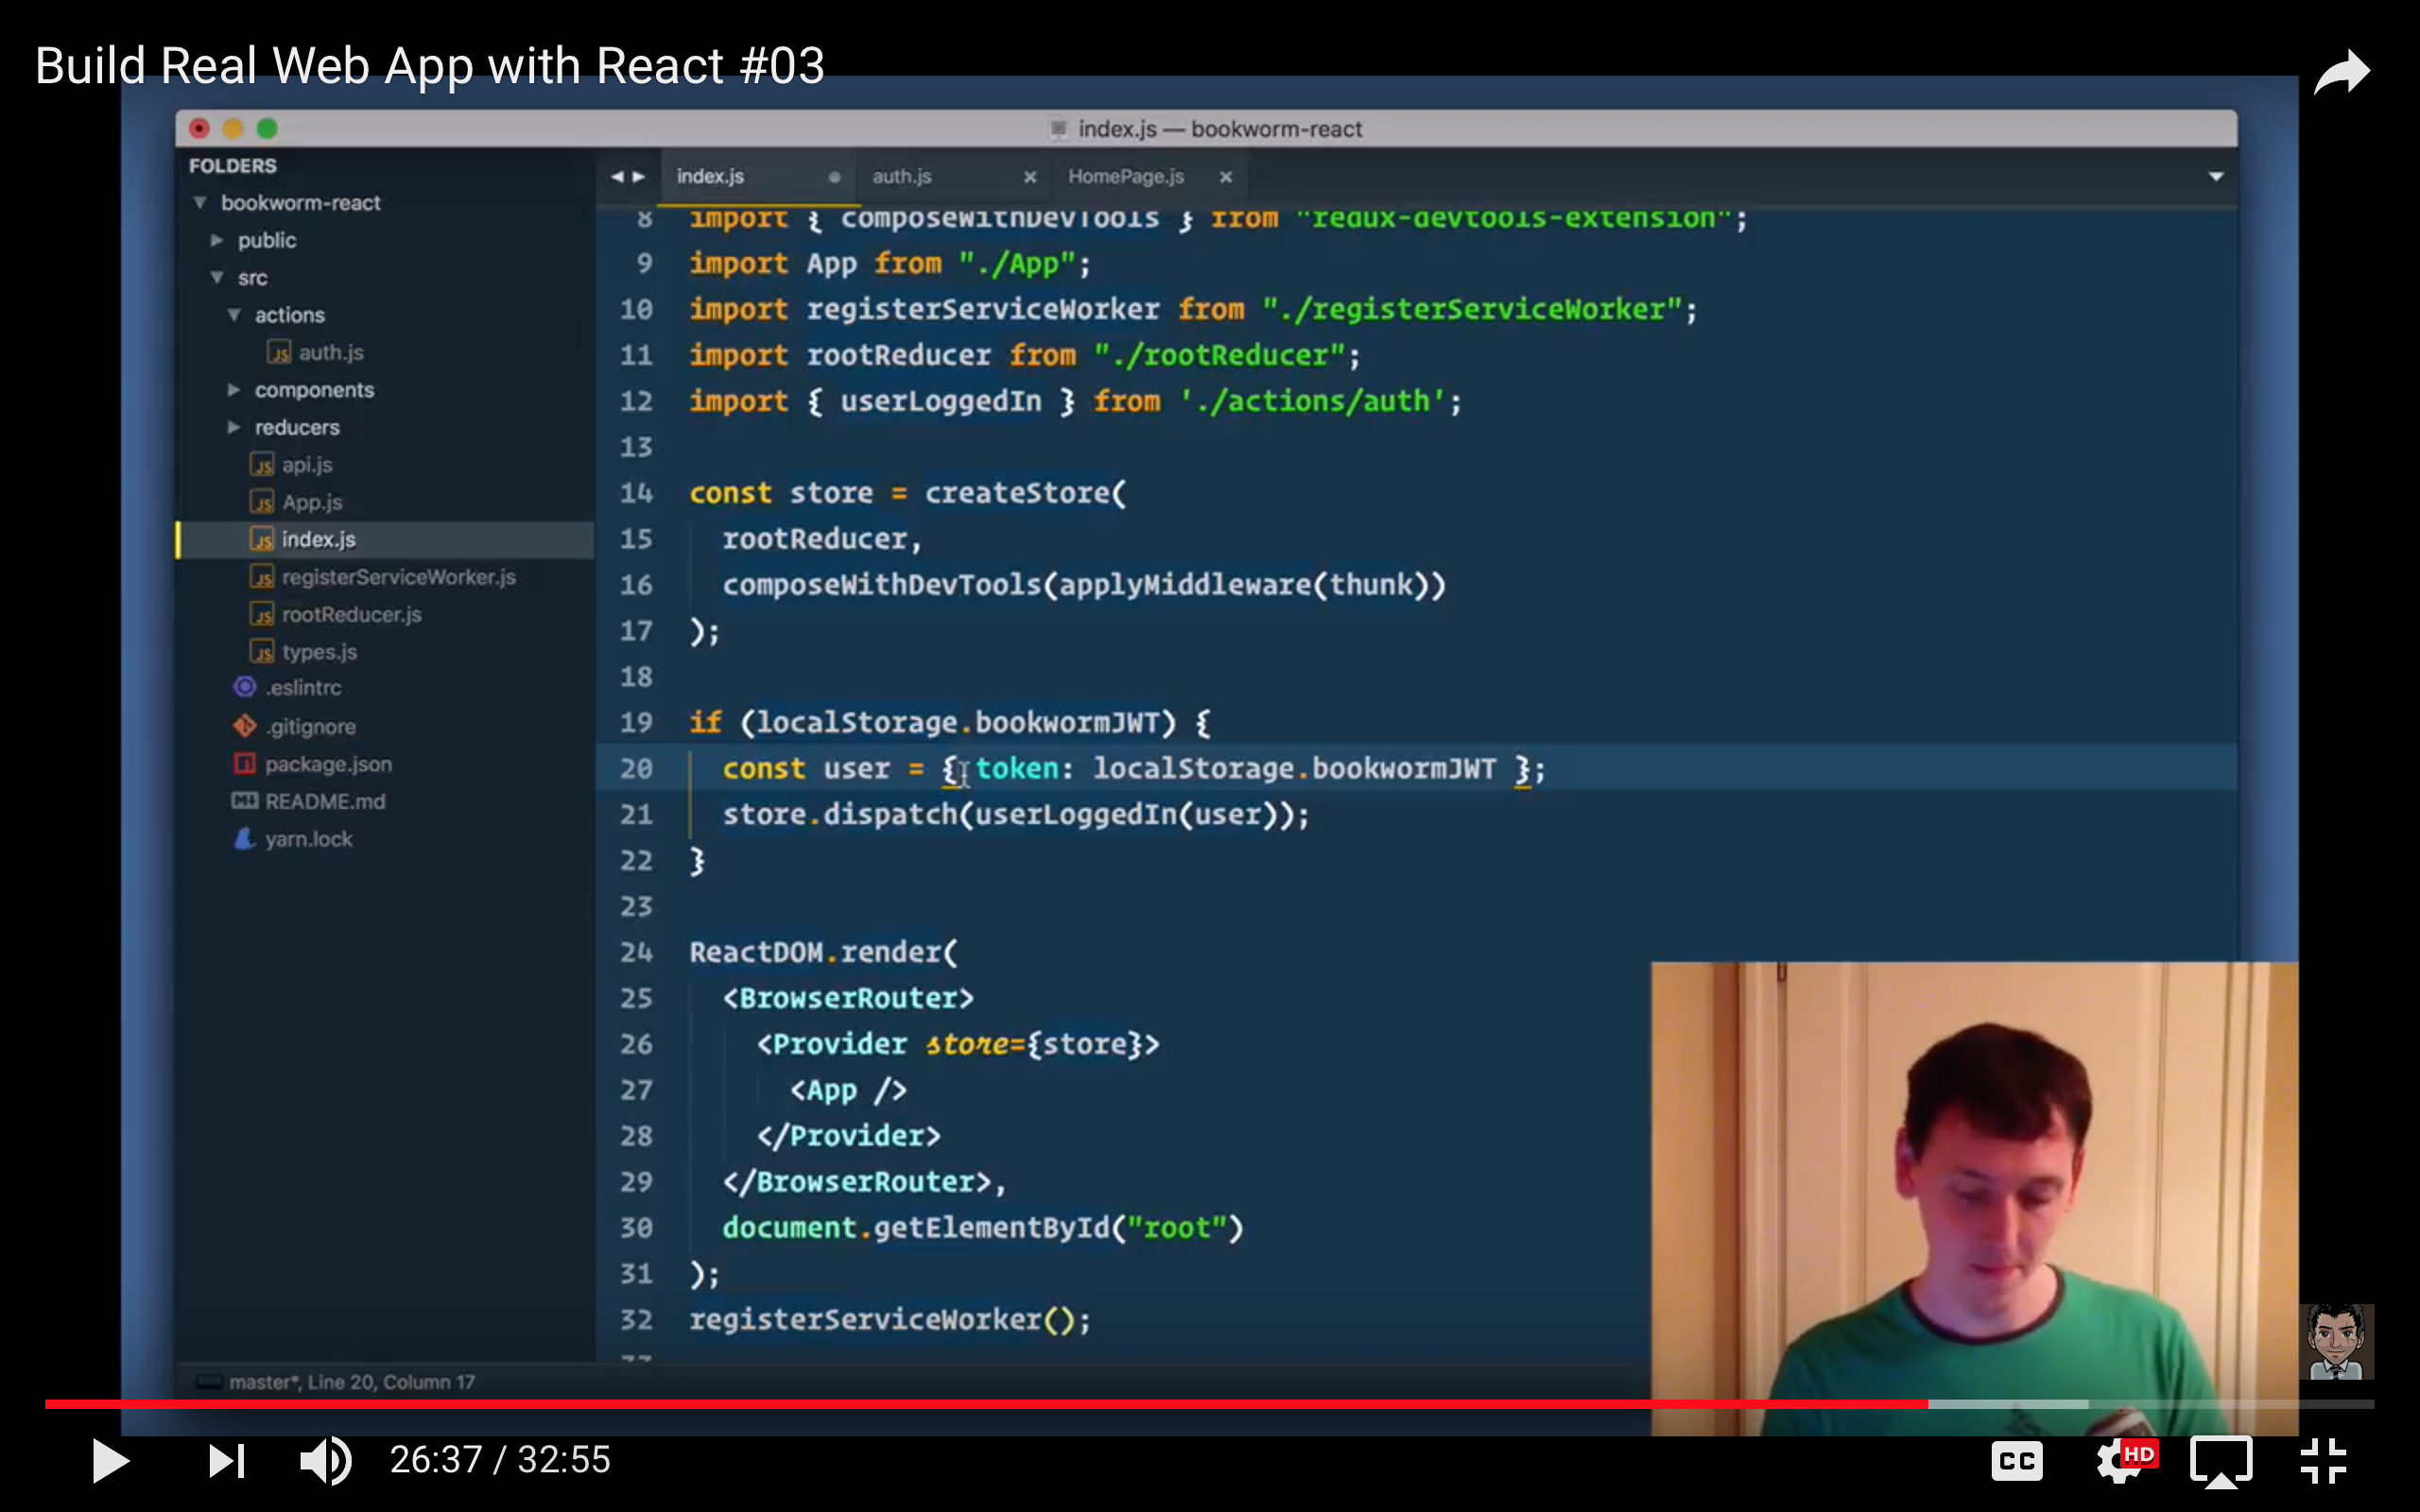 Build Real Web App with React #03
index.js — bookworm-react
FOLDERS
bookworm-react
public
src
actions
auth.js
components
reducers
api.js
App.js
index.js
registerServiceWorker.js
rootReducer.js
types.js
.eslintrc
.gitignore
package.json
README.md
yarn.lock
index.js auth.js HomePage.js
8 import { composeWithDevTools } from "redux-devtools-extension";
9 import App from "./App";
10 import registerServiceWorker from "./registerServiceWorker";
11 import rootReducer from "./rootReducer";
12 import { userLoggedIn } from './actions/auth';
13
14 const store = createStore(
15 rootReducer,
16 composeWithDevTools(applyMiddleware(thunk))
17 );
18
19 if (localStorage.bookwormJWT) {
20 const user = { token: localStorage.bookwormJWT };
21 store.dispatch(userLoggedIn(user));
22 }
23
24 ReactDOM.render(
25 <BrowserRouter>
26 <Provider store={store}>
27 <App />
28 </Provider>
29 </BrowserRouter>,
30 document.getElementById("root")
31 );
32 registerServiceWorker();
master*, Line 20, Column 17
26:37 / 32:55
CC
HD